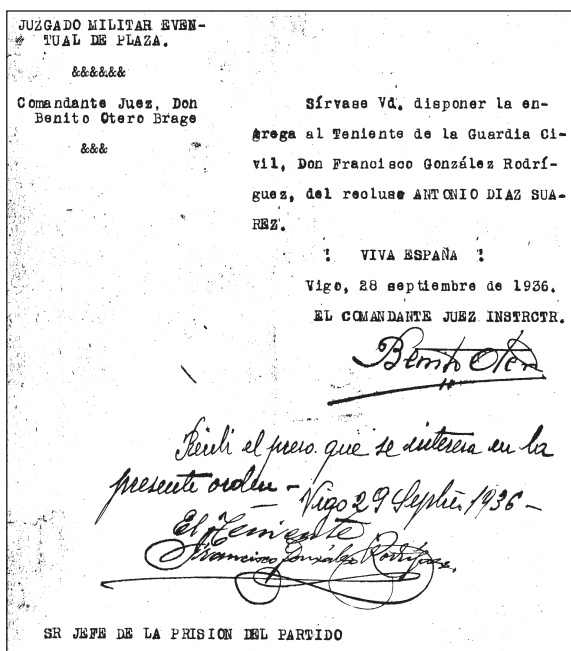 JUZGADO MILITAR EVEN-
TUAL DE PLAZA.
&&&&&&
Comandante Juez, Don
Benito Otero Brage
&&&
Sírvase Vd. disponer la en-
trega al Teniente de la Guardia Ci-
vil, Don Francisco González Rodrí-
guez, del recluso ANTONIO DIAZ SUA-
REZ.
¡ VIVA ESPAÑA !
Vigo, 28 septiembre de 1936.
EL COMANDANTE JUEZ INSTRCTR.
Benito Otero
Recibi el preso que se interesa en la
presente orden - Vigo 29 Septbre 1936 -
El Teniente
Francisco González Rodríguez.
SR JEFE DE LA PRISION DEL PARTIDO